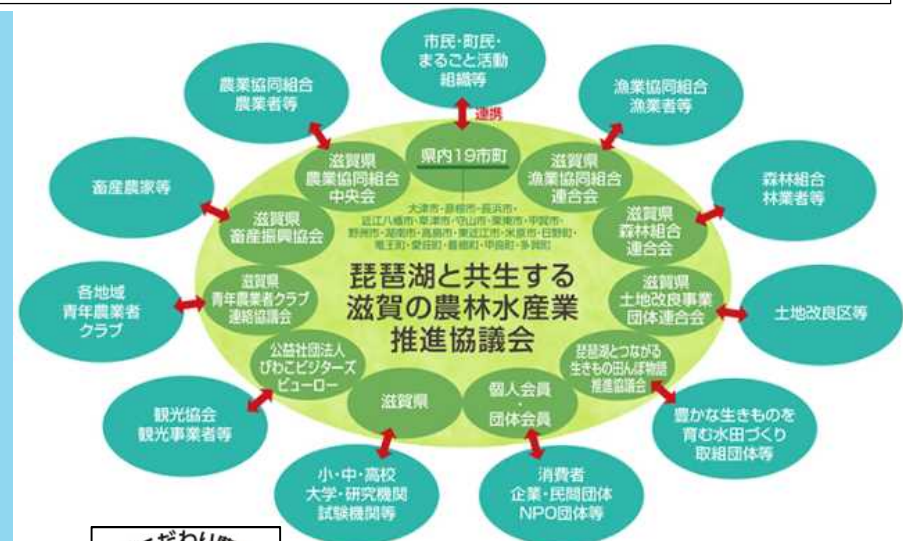 市民・町民・
まるごと活動
組織等
農業協同組合
農業者等
漁業協同組合
漁業者等
連携
県内19市町
滋賀県
農業協同組合
中央会
滋賀県
漁業協同組合
連合会
畜産農家等
森林組合
林業者等
滋賀県
畜産振興協会
大津市・彦根市・長浜市・
近江八幡市・草津市・守山市・栗東市・甲賀市・
野洲市・湖南市・高島市・東近江市・米原市・日野町・
竜王町・愛荘町・豊郷町・甲良町・多賀町
滋賀県
森林組合
連合会
琵琶湖と共生する
滋賀の農林水産業
推進協議会
各地域
青年農業者
クラブ
滋賀県
青年農業者クラブ
連絡協議会
滋賀県
土地改良事業
団体連合会
土地改良区等
公益社団法人
びわこビジターズ
ビューロー
琵琶湖とつながる
生きもの田んぼ物語
推進協議会
滋賀県
個人会員
・
団体会員
観光協会
観光事業者等
豊かな生きものを
育む水田づくり
取組団体等
小・中・高校
大学・研究機関
試験機関等
消費者
企業・民間団体
NPO団体等
だわり